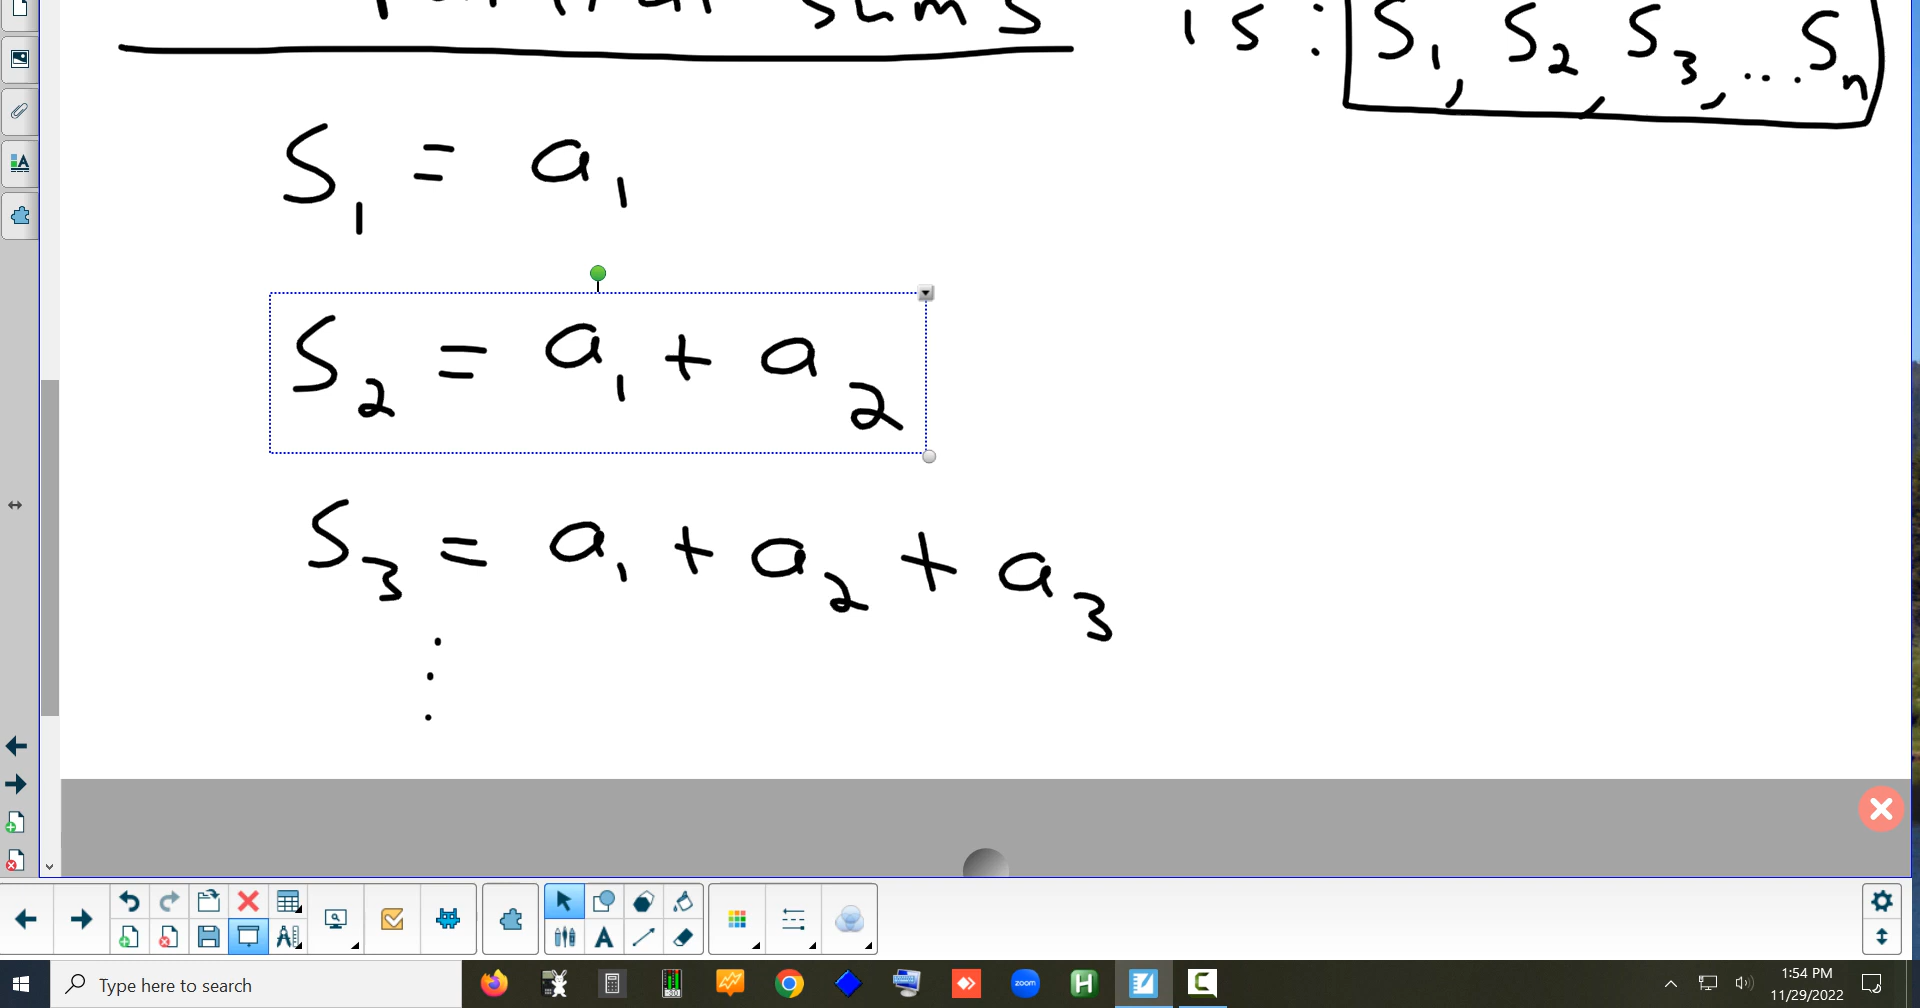 partial sums is: S₁, S₂, S₃, ... Sₙ
S₁ = a₁
S₂ = a₁ + a₂
S₃ = a₁ + a₂ + a₃
⋮
Type here to search
zoom
1:54 PM
11/29/2022